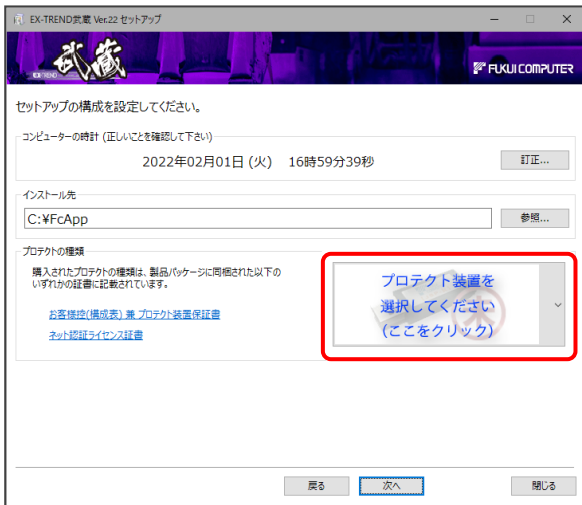 EX-TREND武蔵 Ver.22 セットアップ
武蔵
EX-TREND
FUKUI COMPUTER
セットアップの構成を設定してください。
コンピューターの時計 (正しいことを確認して下さい)
2022年02月01日 (火) 16時59分39秒
訂正...
インストール先
C:¥FcApp
参照...
プロテクトの種類
購入されたプロテクトの種類は、製品パッケージに同梱された以下の
いずれかの証書に記載されています。
お客様控(構成表) 兼 プロテクト装置保証書
ネット認証ライセンス証書
プロテクト装置を
選択してください
(ここをクリック)
戻る
次へ
閉じる